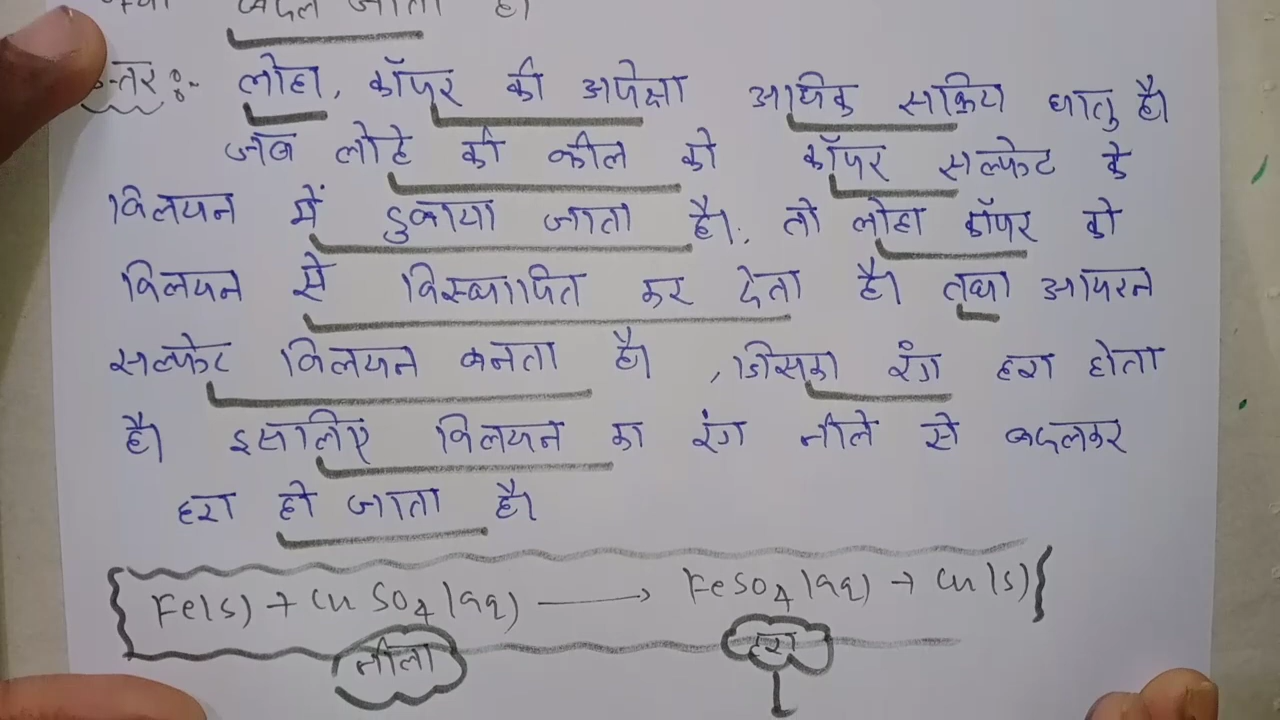 बदल जाता है।
उत्तर:- लोहा, कॉपर की अपेक्षा अधिक सक्रिय धातु है।
जब लोहे की कील को कॉपर सल्फेट के
विलयन में डुबाया जाता है। तो लोहा कॉपर को
विलयन से विस्थापित कर देता है। तथा आयरन
सल्फेट विलयन बनता है। ,जिसका रंग हरा होता
है। इसलिए विलयन का रंग नीले से बदलकर
हरा हो जाता है।
Fe(s) + CuSO4(aq) ⟶ FeSO4(aq) + Cu(s)
नीला हरा